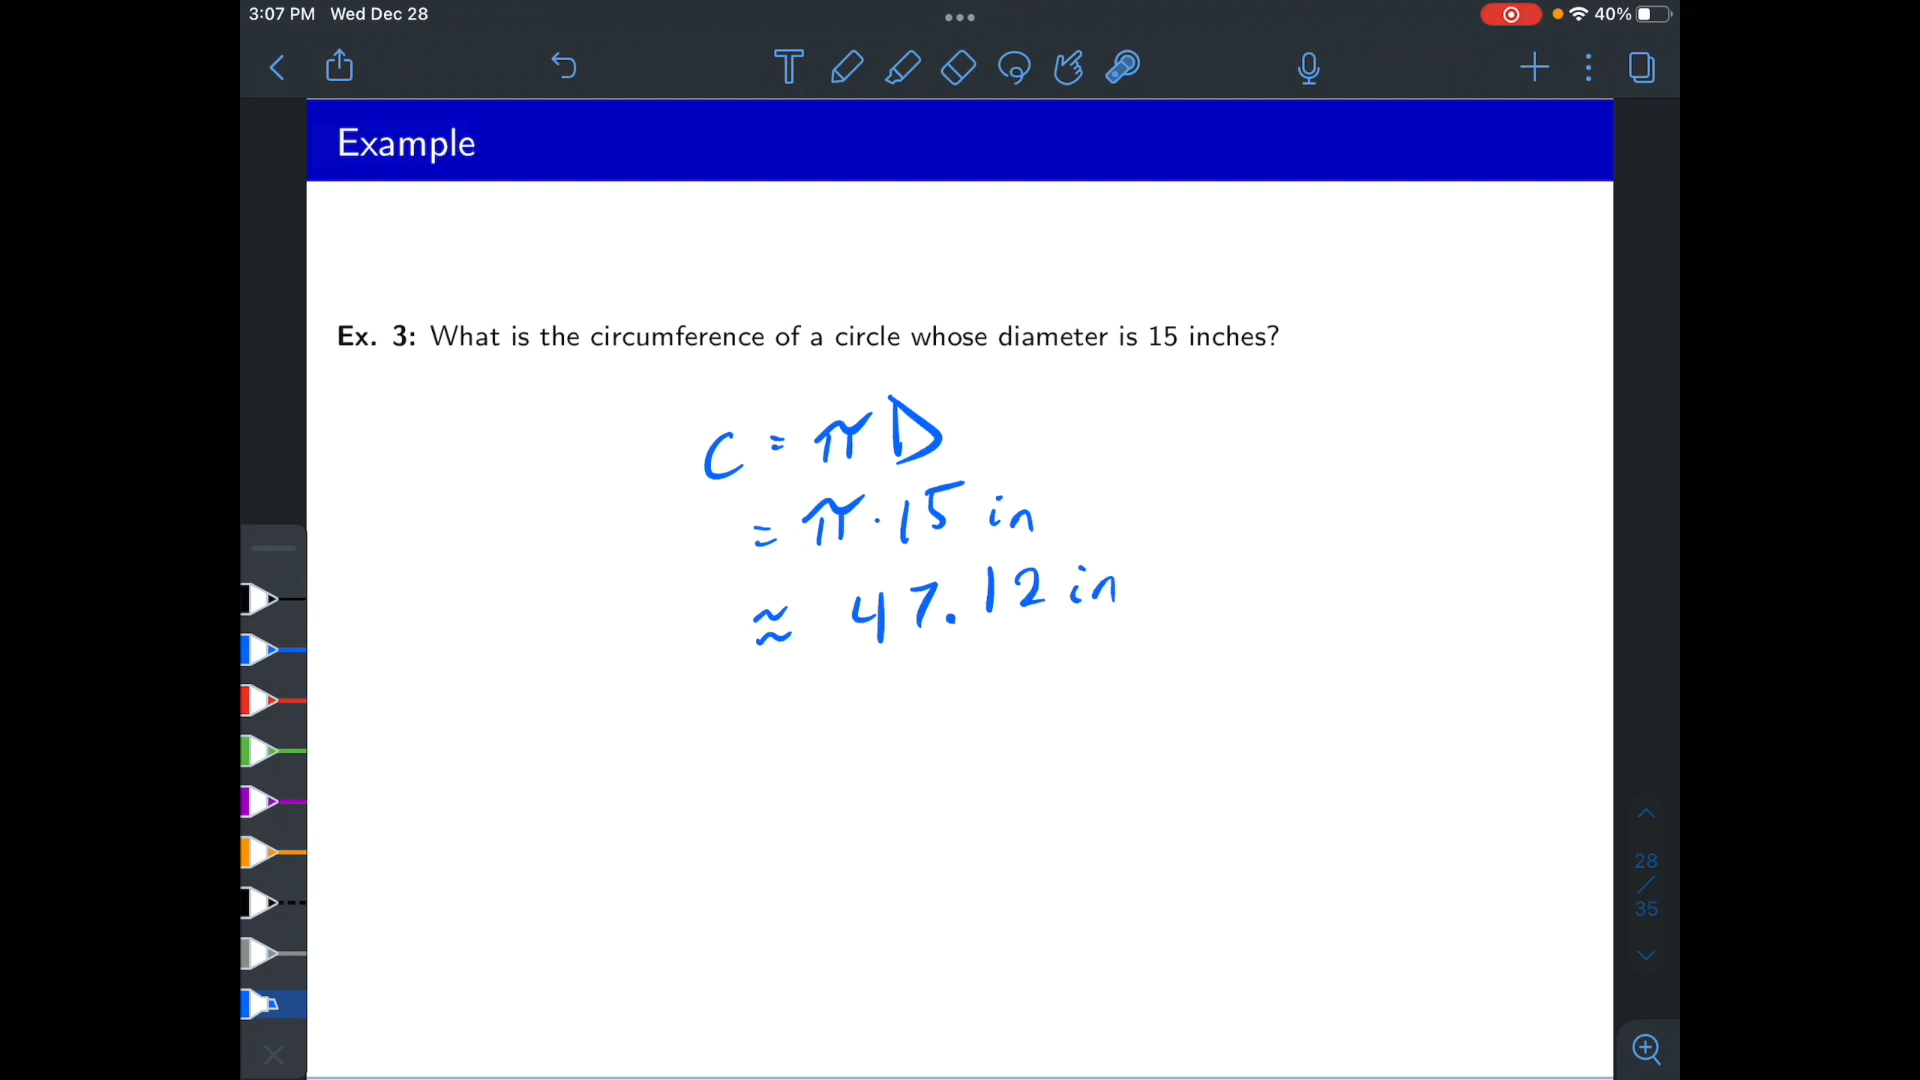 3:07 PM Wed Dec 28
40%
Example
Ex. 3: What is the circumference of a circle whose diameter is 15 inches?
C = π D
= π · 15 in
≈ 47.12 in
28
/
35